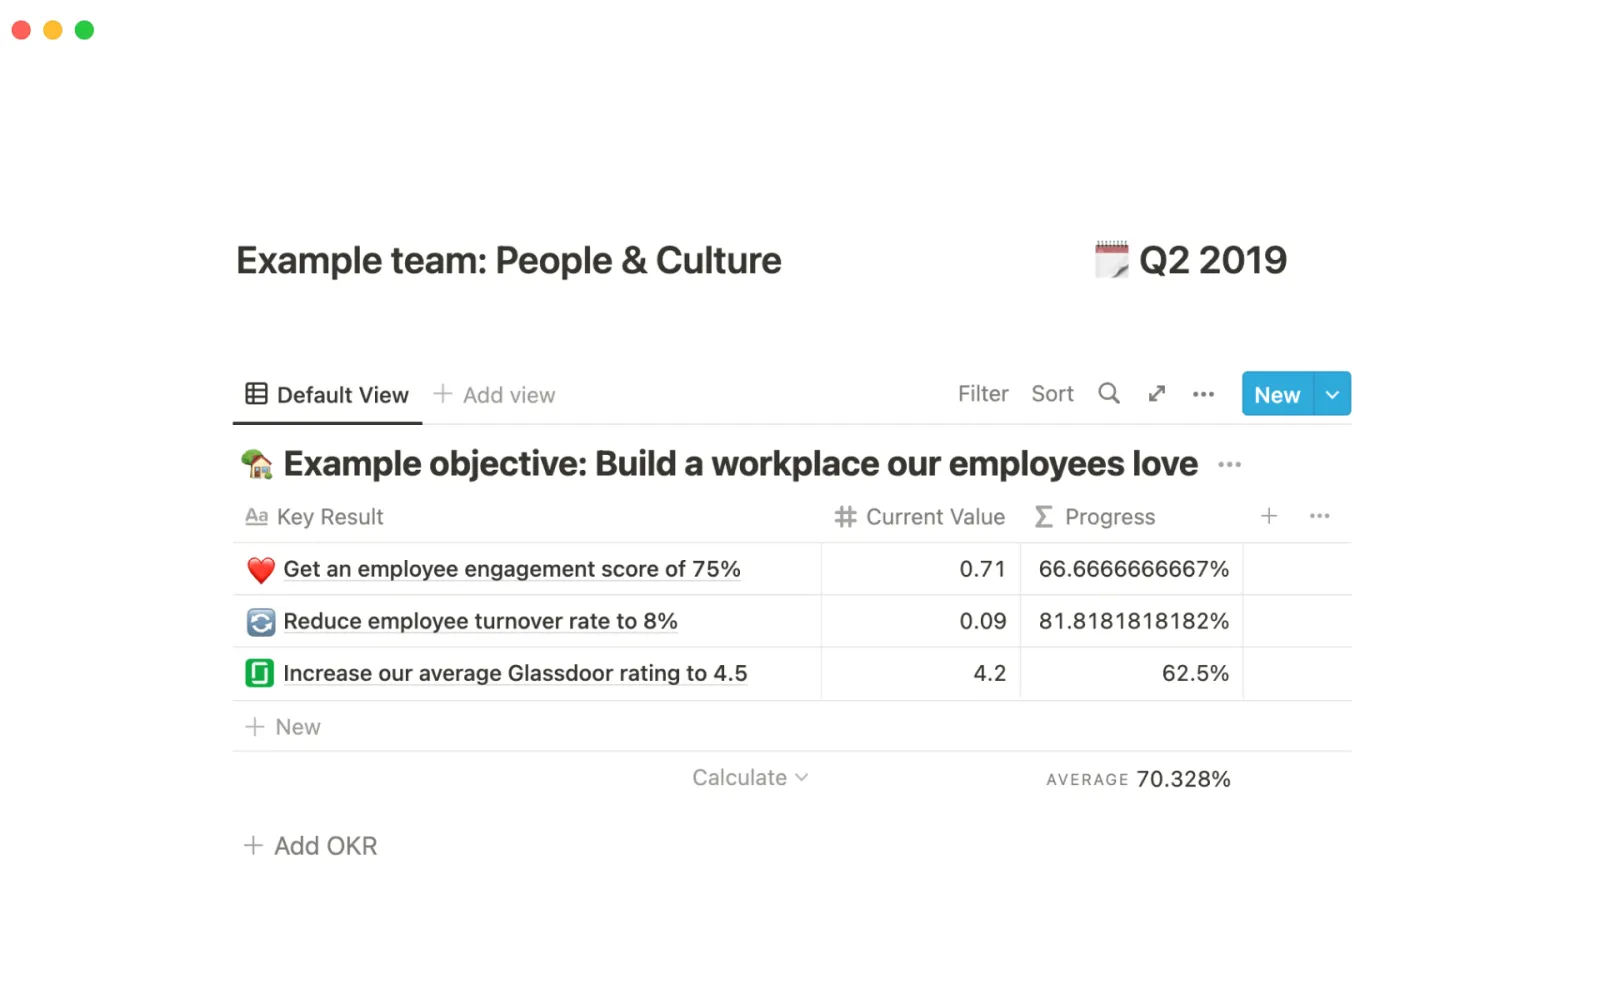 Example team: People & Culture
Q2 2019
Default View
Add view
Filter
Sort
New
Example objective: Build a workplace our employees love
Aa Key Result
Current Value
Σ Progress
Get an employee engagement score of 75%
0.71
66.6666666667%
Reduce employee turnover rate to 8%
0.09
81.8181818182%
Increase our average Glassdoor rating to 4.5
4.2
62.5%
New
Calculate
AVERAGE 70.328%
Add OKR